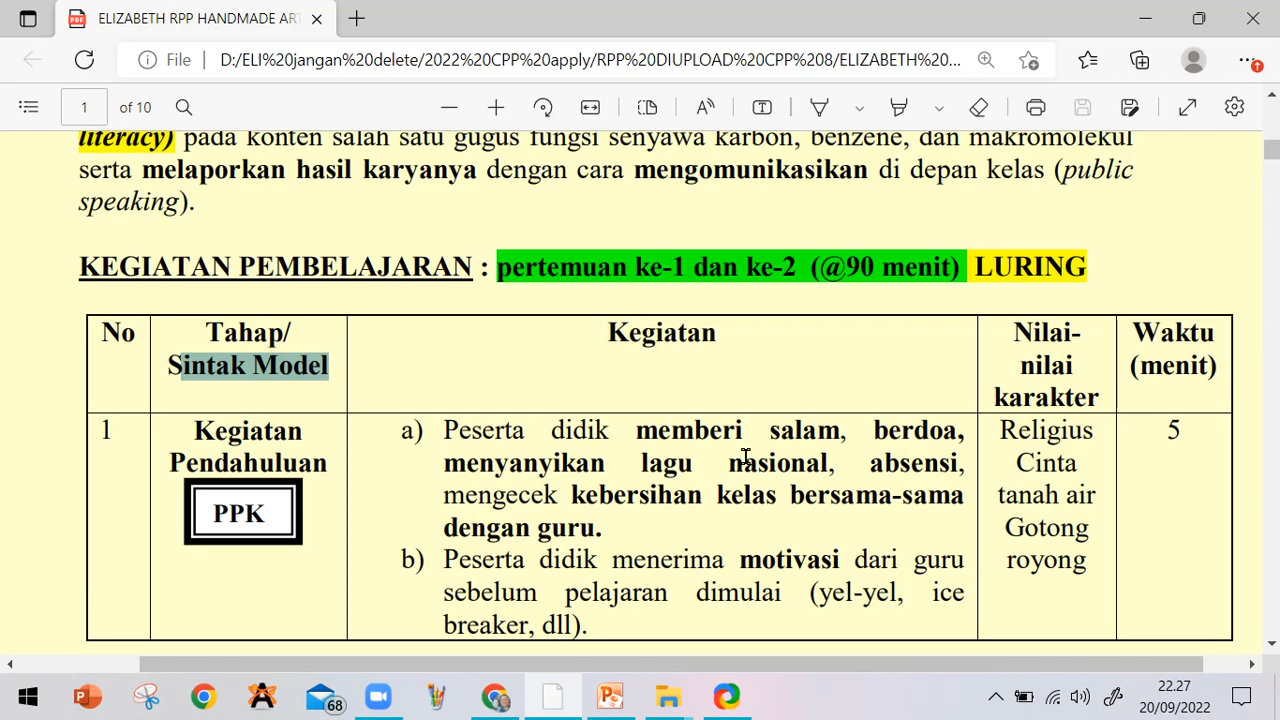 ELIZABETH RPP HANDMADE AR
File
D:/ELI%20jangan%20delete/2022%20CPP%20apply/RPP%20DIUPLOAD%20CPP%208/ELIZABETH%20...
1 of 10
literacy) pada konten salah satu gugus fungsi senyawa karbon, benzene, dan makromolekul
serta melaporkan hasil karyanya dengan cara mengomunikasikan di depan kelas (public
speaking).
KEGIATAN PEMBELAJARAN : pertemuan ke-1 dan ke-2 (@90 menit) LURING
No
Tahap/
Sintak Model
Kegiatan
Nilai-
nilai
karakter
Waktu
(menit)
1
Kegiatan
Pendahuluan
PPK
a) Peserta didik memberi salam, berdoa,
menyanyikan lagu nasional, absensi,
mengecek kebersihan kelas bersama-sama
dengan guru.
b) Peserta didik menerima motivasi dari guru
sebelum pelajaran dimulai (yel-yel, ice
breaker, dll).
Religius
Cinta
tanah air
Gotong
royong
5
68
22.27
20/09/2022